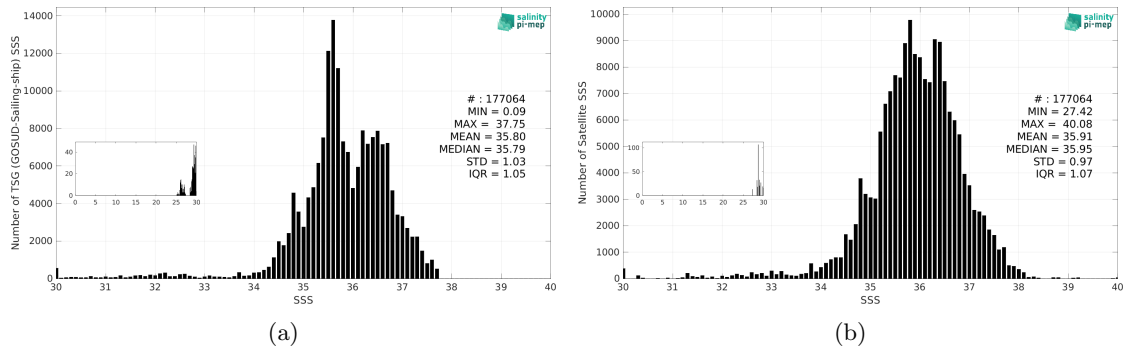 salinity
pi-mep
Number of TSG (GOSUD-Sailing-ship) SSS
14000
12000
10000
8000
6000
4000
2000
0
# : 177064
MIN = 0.09
MAX = 37.75
MEAN = 35.80
MEDIAN = 35.79
STD = 1.03
IQR = 1.05
40
20
0
0 5 10 15 20 25 30
30 31 32 33 34 35 36 37 38 39 40
SSS
(a)
salinity
pi-mep
Number of Satellite SSS
10000
9000
8000
7000
6000
5000
4000
3000
2000
1000
0
# : 177064
MIN = 27.42
MAX = 40.08
MEAN = 35.91
MEDIAN = 35.95
STD = 0.97
IQR = 1.07
100
50
0
0 5 10 15 20 25 30
30 31 32 33 34 35 36 37 38 39 40
SSS
(b)